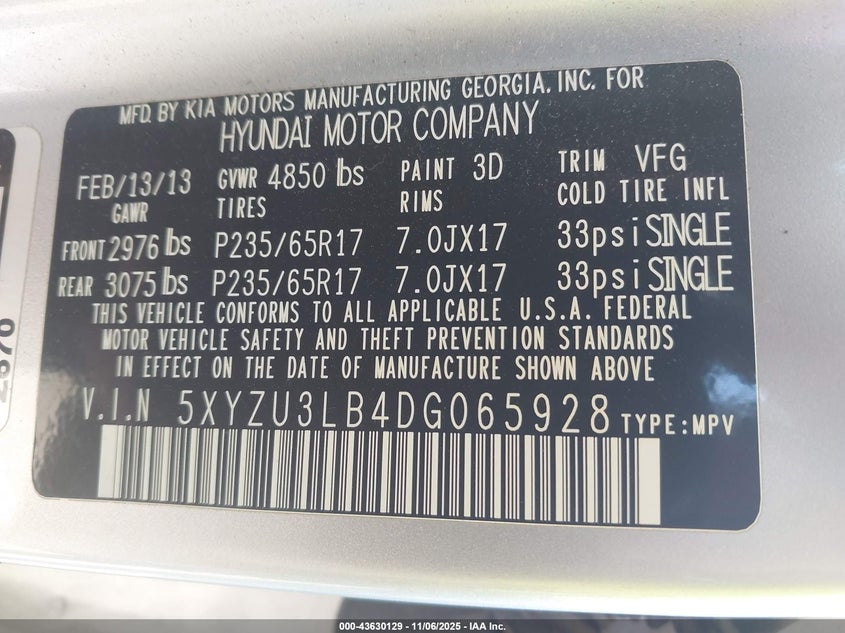 MFD. BY KIA MOTORS MANUFACTURING GEORGIA, INC. FOR
HYUNDAI MOTOR COMPANY
FEB/13/13 GVWR 4850 lbs PAINT 3D TRIM VFG
GAWR TIRES RIMS COLD TIRE INFL
FRONT 2976 lbs P235/65R17 7.0JX17 33psi SINGLE
REAR 3075 lbs P235/65R17 7.0JX17 33psi SINGLE
THIS VEHICLE CONFORMS TO ALL APPLICABLE U.S.A. FEDERAL
MOTOR VEHICLE SAFETY AND THEFT PREVENTION STANDARDS
IN EFFECT ON THE DATE OF MANUFACTURE SHOWN ABOVE
V.I.N 5XYZU3LB4DG065928 TYPE:MPV
000-43630129 - 11/06/2025 - IAA Inc.